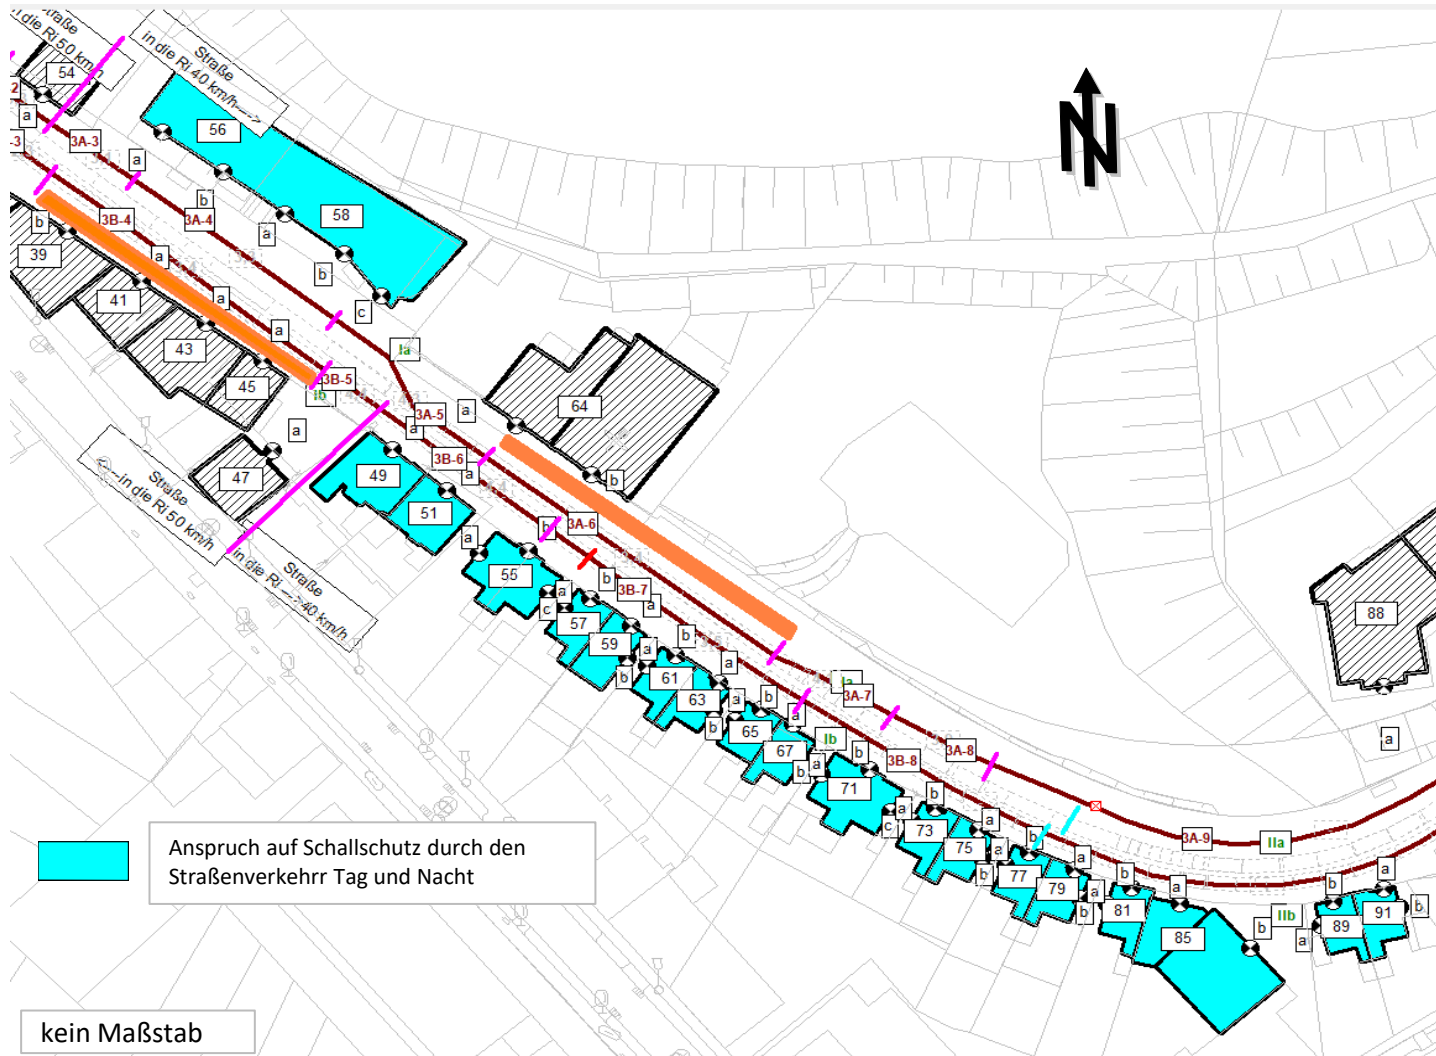 Straße
in die Ri 50 km/h
Straße
in die Ri 40 km/h--->
54
a
3A-3
a
56
b
3A-4
a
58
b
c
3B-4
b
39
a
41
a
43
a
45
Ia
3B-5
Ib
3A-5
a
a
a
47
64
b
3B-6
a
49
51
Straße
<---in die Ri 50 km/h
Straße
in die Ri --->40 km/h
b
3A-6
a
55
b
3B-7
a
a
c
57
59
a
b
b
61
a
63
a
b
b
65
a
67
Ia
3A-7
Ib
88
a
b
a
b
71
3B-8
3A-8
a
c
b
73
a
75
a
b
b
77
a
79
a
b
3A-9
IIa
b
81
a
85
b
IIb
a
b
89
a
91
b
Anspruch auf Schallschutz durch den
Straßenverkehrr Tag und Nacht
kein Maßstab
N